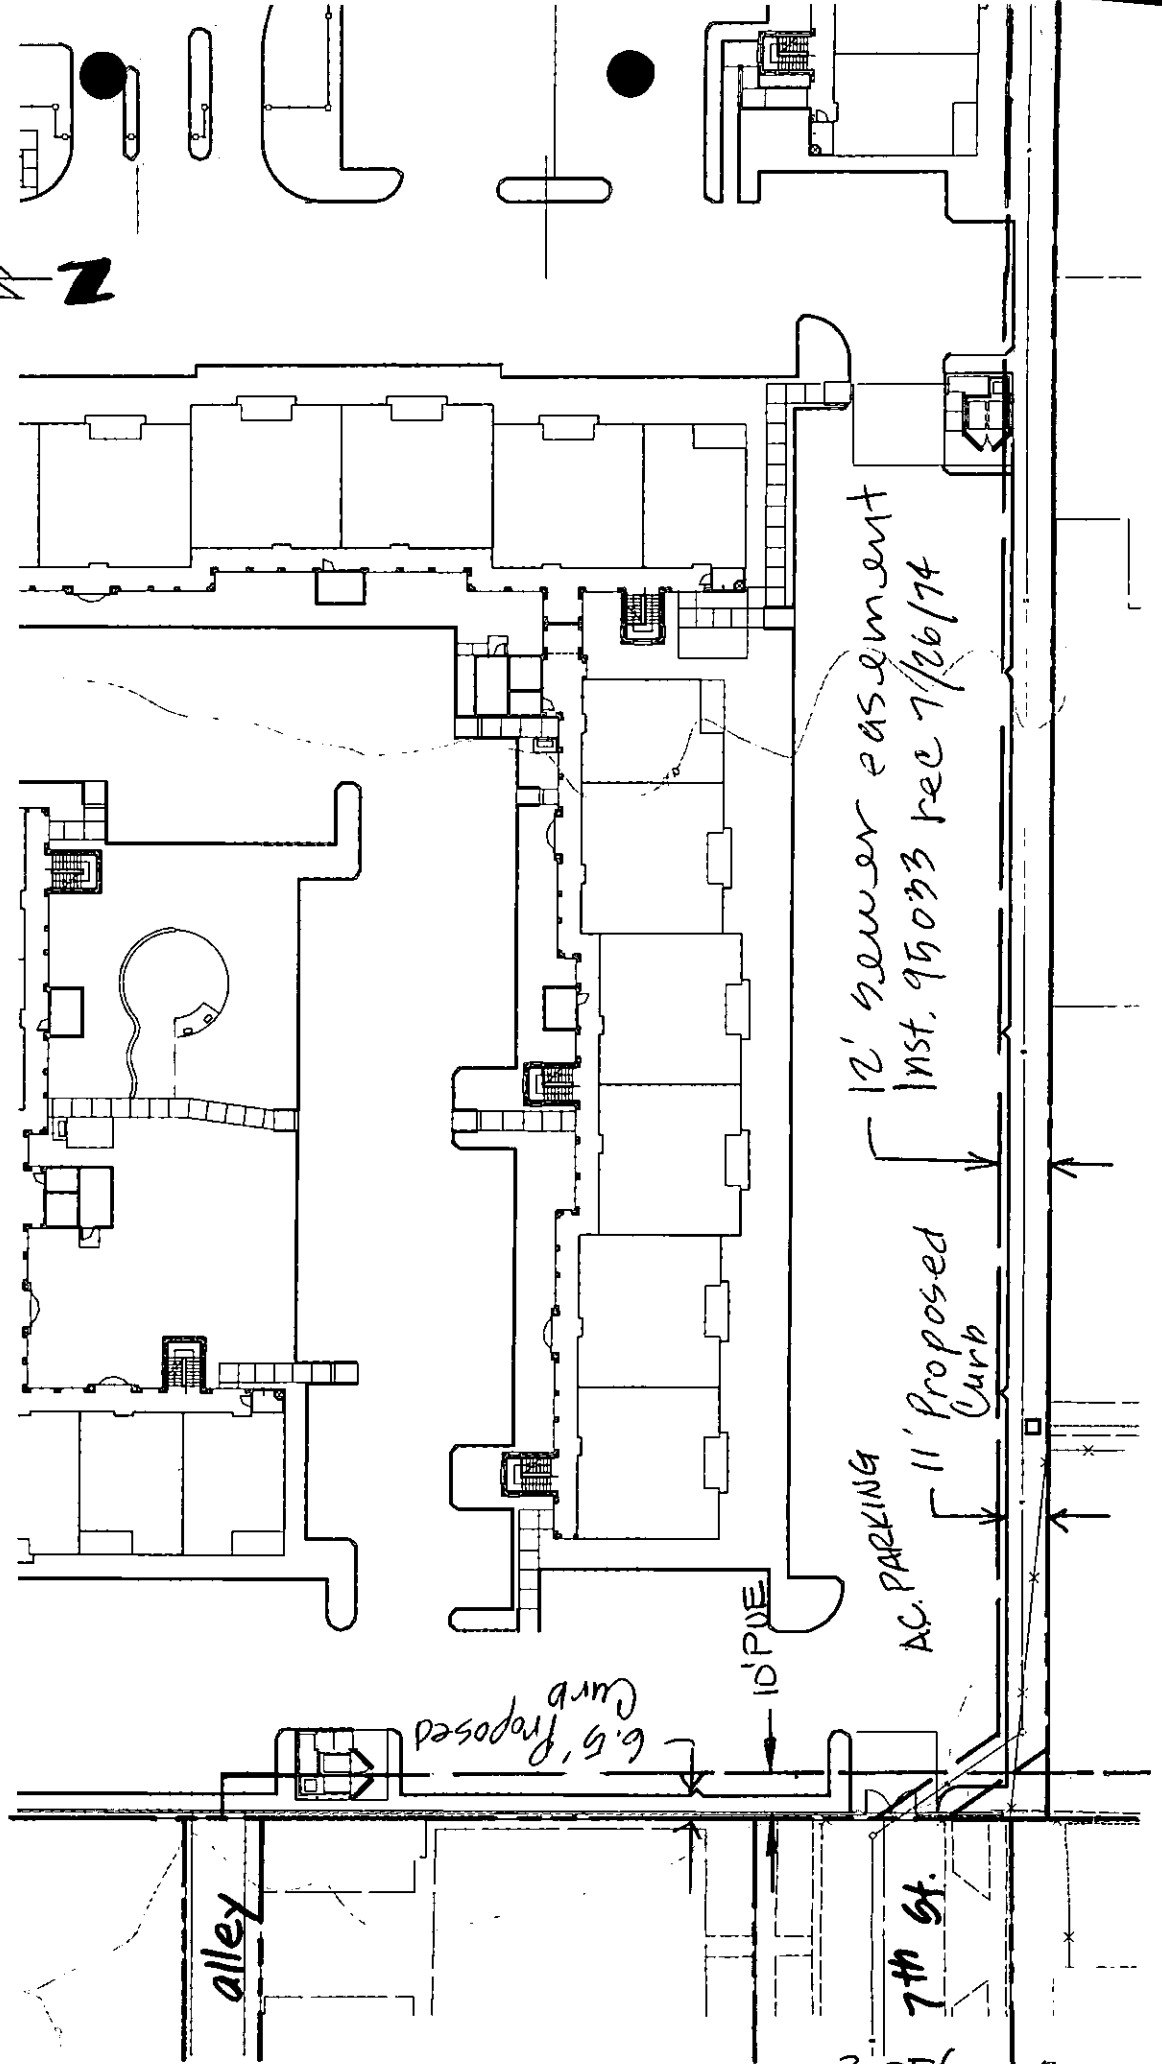 N
12' sewer easement
Inst. 95033 rec 7/26/74
11' Proposed
Curb
A.C. PARKING
10' PUE
6.5' Proposed
Curb
alley
7th St.